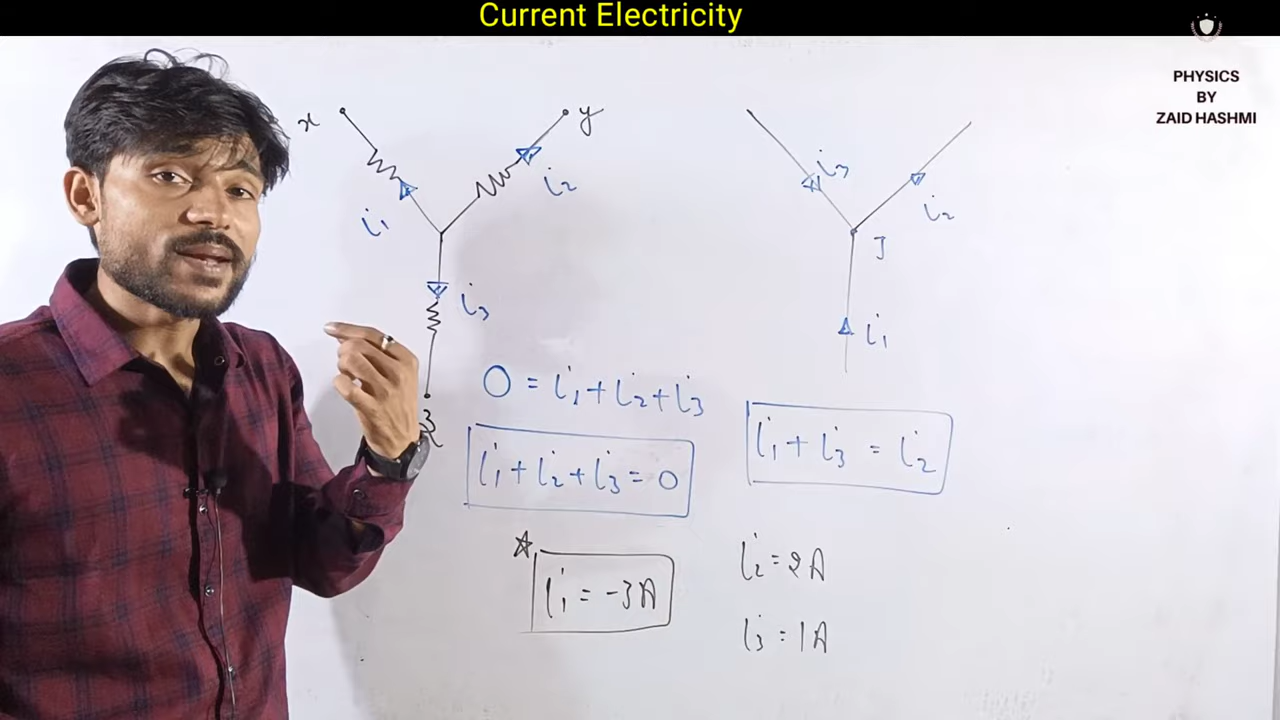 Current Electricity
PHYSICS
BY
ZAID HASHMI
x
y
i₁
i₂
i₃
z
0 = i₁+i₂+i₃
i₁+i₂+i₃=0
☆
i₁ = -3A
i₃
i₂
J
i₁
i₁+i₃ = i₂
i₂=2A
i₃=1A